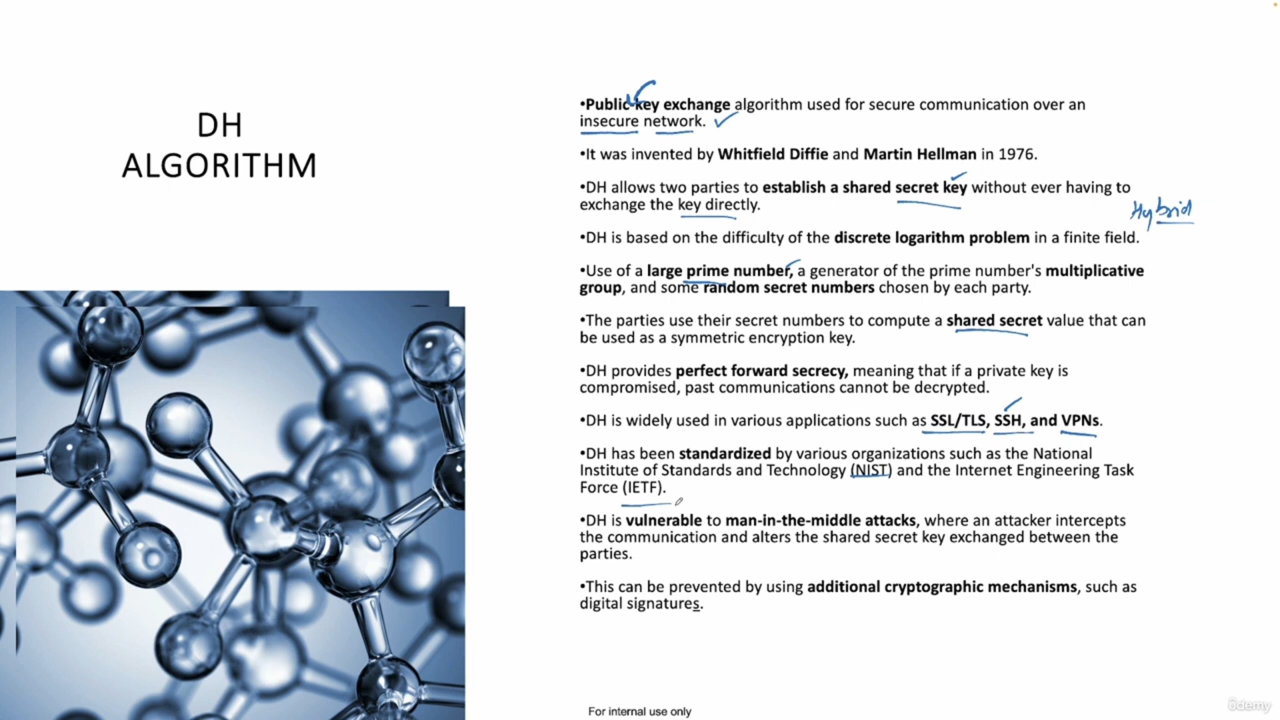 DH
ALGORITHM
•Public key exchange algorithm used for secure communication over an
insecure network.
•It was invented by Whitfield Diffie and Martin Hellman in 1976.
•DH allows two parties to establish a shared secret key without ever having to
exchange the key directly.
Hybrid
•DH is based on the difficulty of the discrete logarithm problem in a finite field.
•Use of a large prime number, a generator of the prime number's multiplicative
group, and some random secret numbers chosen by each party.
•The parties use their secret numbers to compute a shared secret value that can
be used as a symmetric encryption key.
•DH provides perfect forward secrecy, meaning that if a private key is
compromised, past communications cannot be decrypted.
•DH is widely used in various applications such as SSL/TLS, SSH, and VPNs.
•DH has been standardized by various organizations such as the National
Institute of Standards and Technology (NIST) and the Internet Engineering Task
Force (IETF).
•DH is vulnerable to man-in-the-middle attacks, where an attacker intercepts
the communication and alters the shared secret key exchanged between the
parties.
•This can be prevented by using additional cryptographic mechanisms, such as
digital signatures.
For internal use only
ûdemy